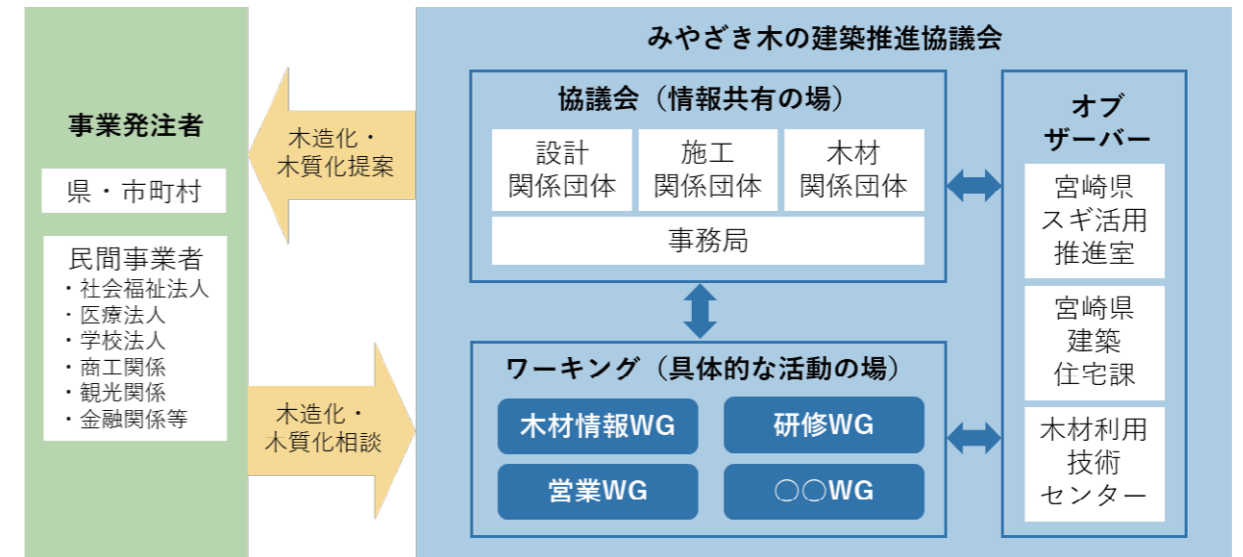 事業発注者
県・市町村
民間事業者
・社会福祉法人
・医療法人
・学校法人
・商工関係
・観光関係
・金融関係等
木造化・
木質化提案
木造化・
木質化相談
みやざき木の建築推進協議会
協議会（情報共有の場）
設計
関係団体
施工
関係団体
木材
関係団体
事務局
ワーキング（具体的な活動の場）
木材情報WG
研修WG
営業WG
○○WG
オブ
ザーバー
宮崎県
スギ活用
推進室
宮崎県
建築
住宅課
木材利用
技術
センター